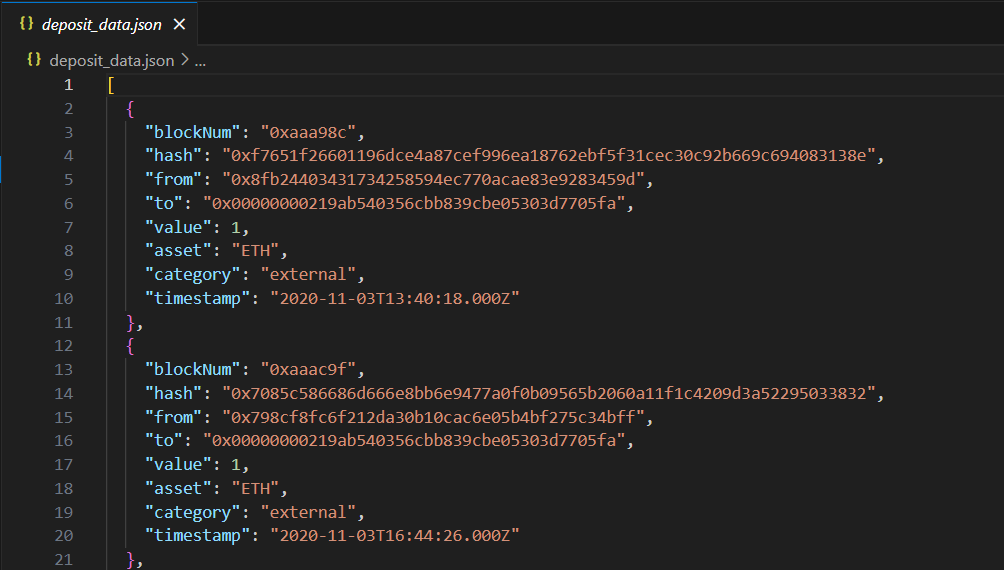 {} deposit_data.json ×
{} deposit_data.json > ...
1 [
2 {
3 "blockNum": "0xaaa98c",
4 "hash": "0xf7651f26601196dce4a87cef996ea18762ebf5f31cec30c92b669c694083138e",
5 "from": "0x8fb24403431734258594ec770acae83e9283459d",
6 "to": "0x00000000219ab540356cbb839cbe05303d7705fa",
7 "value": 1,
8 "asset": "ETH",
9 "category": "external",
10 "timestamp": "2020-11-03T13:40:18.000Z"
11 },
12 {
13 "blockNum": "0xaaac9f",
14 "hash": "0x7085c586686d666e8bb6e9477a0f0b09565b2060a11f1c4209d3a52295033832",
15 "from": "0x798cf8fc6f212da30b10cac6e05b4bf275c34bff",
16 "to": "0x00000000219ab540356cbb839cbe05303d7705fa",
17 "value": 1,
18 "asset": "ETH",
19 "category": "external",
20 "timestamp": "2020-11-03T16:44:26.000Z"
21 },